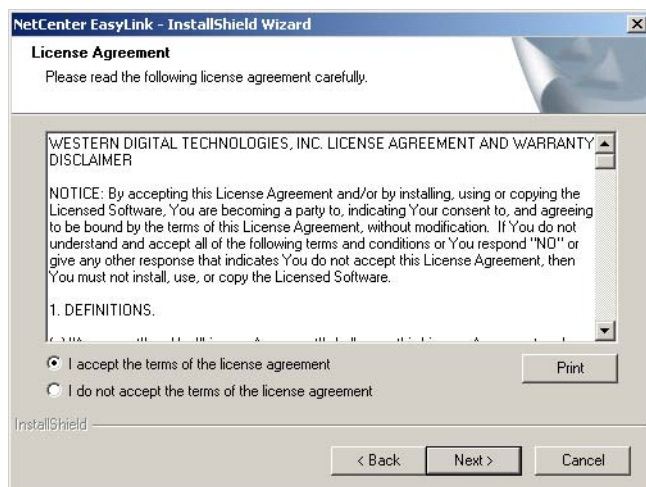 NetCenter EasyLink - InstallShield Wizard
License Agreement
Please read the following license agreement carefully.
WESTERN DIGITAL TECHNOLOGIES, INC. LICENSE AGREEMENT AND WARRANTY
DISCLAIMER
NOTICE: By accepting this License Agreement and/or by installing, using or copying the
Licensed Software, You are becoming a party to, indicating Your consent to, and agreeing
to be bound by the terms of this License Agreement, without modification. If You do not
understand and accept all of the following terms and conditions or You respond "NO" or
give any other response that indicates You do not accept this License Agreement, then
You must not install, use, or copy the Licensed Software.
1. DEFINITIONS.
I accept the terms of the license agreement
Print
I do not accept the terms of the license agreement
InstallShield
< Back
Next >
Cancel